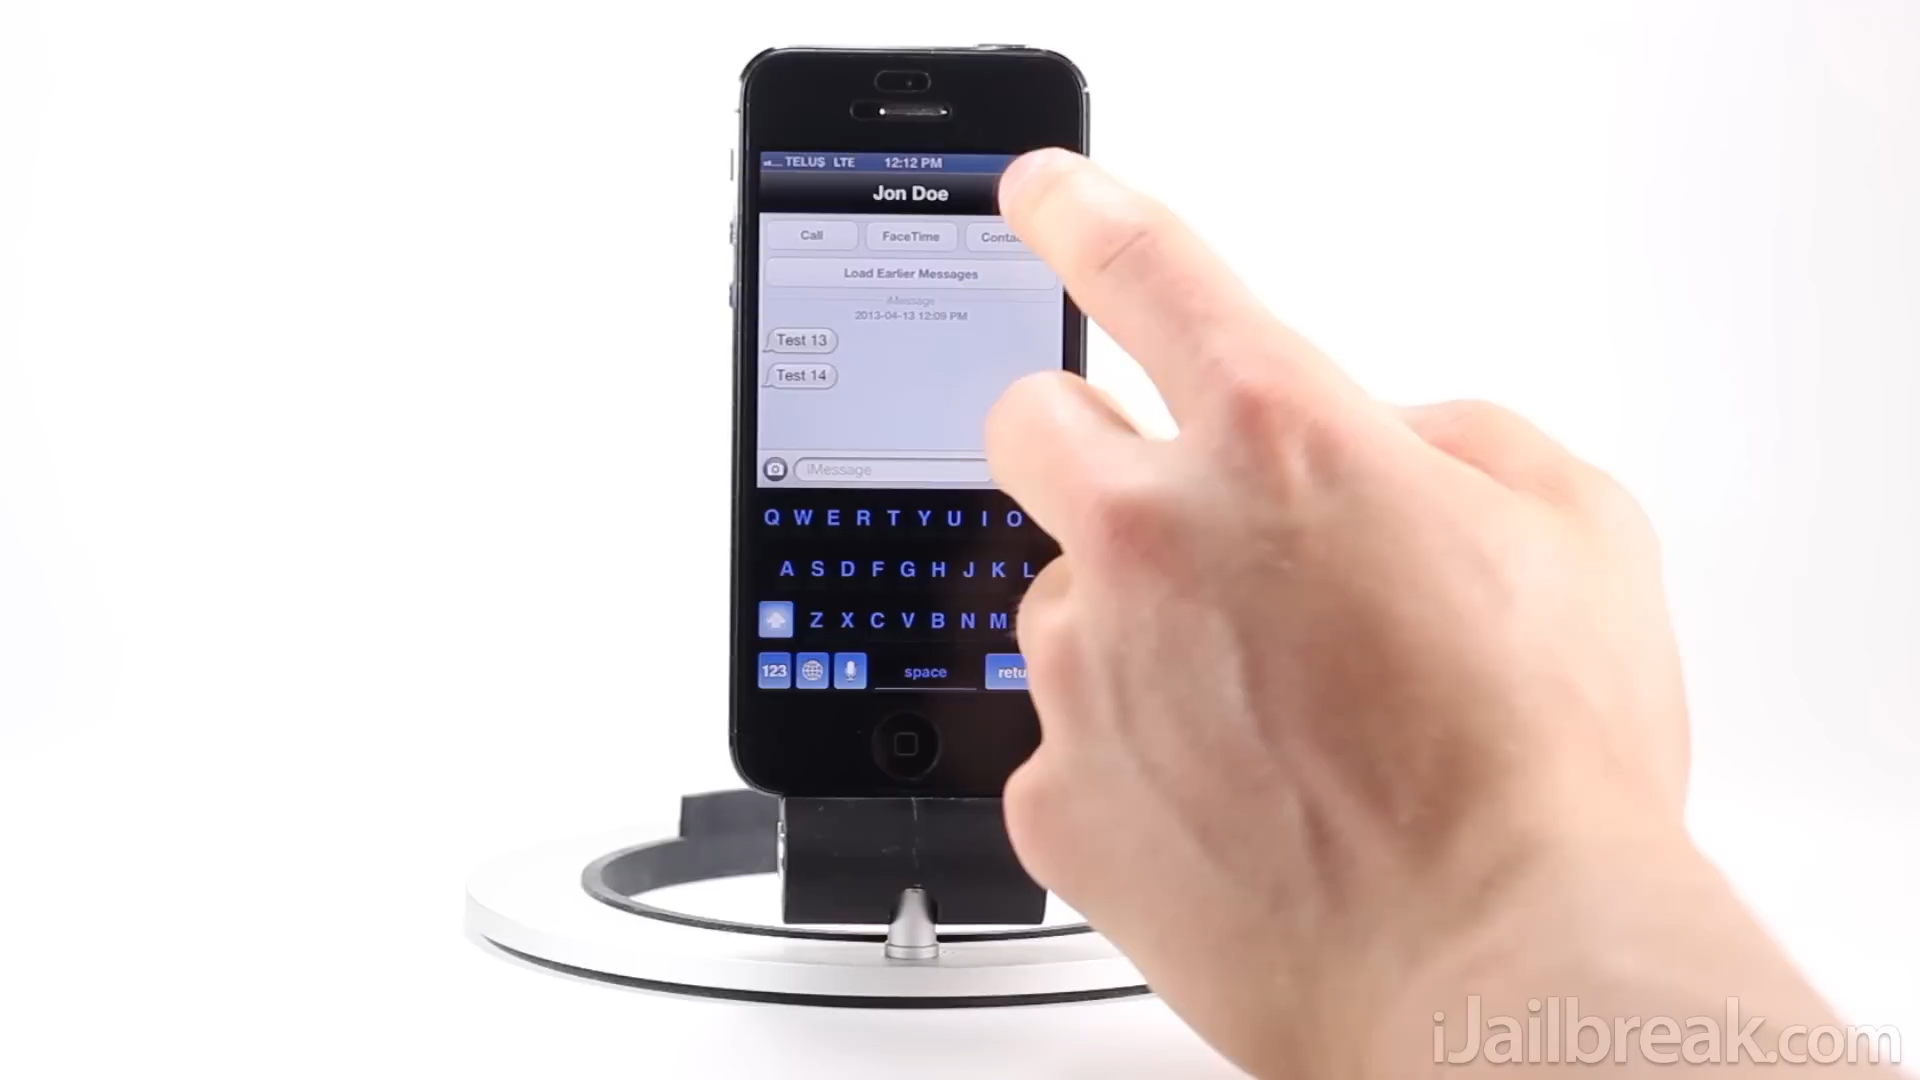 TELUS LTE 12:12 PM
Jon Doe
Call FaceTime
Load Earlier Messages
iMessage
2013-04-13 12:09 PM
Test 13
Test 14
iMessage
Q W E R T Y U I O
A S D F G H J K L
Z X C V B N M
123 space retu
iJailbreak.com